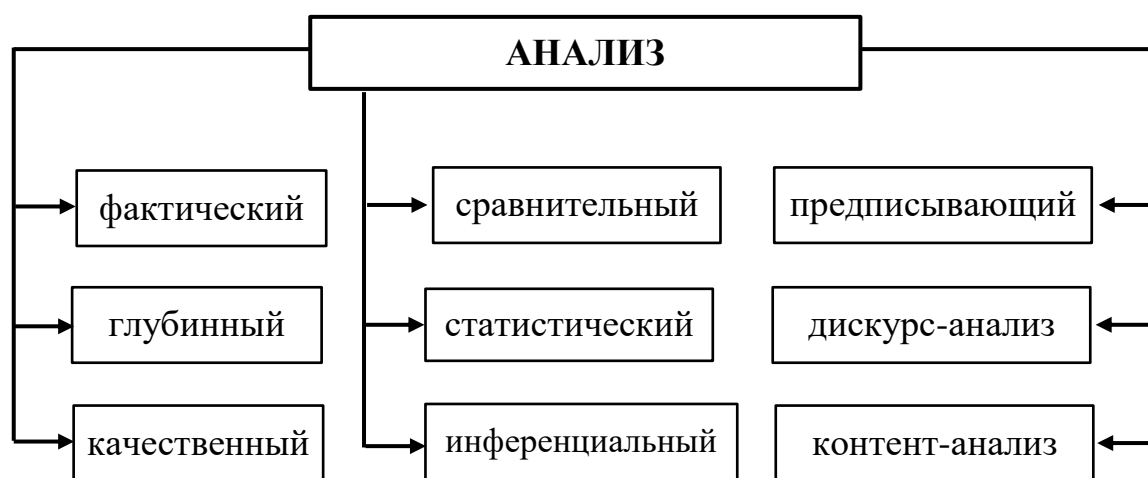 АНАЛИЗ
фактический
сравнительный
предписывающий
глубинный
статистический
дискурс-анализ
качественный
инференциальный
контент-анализ